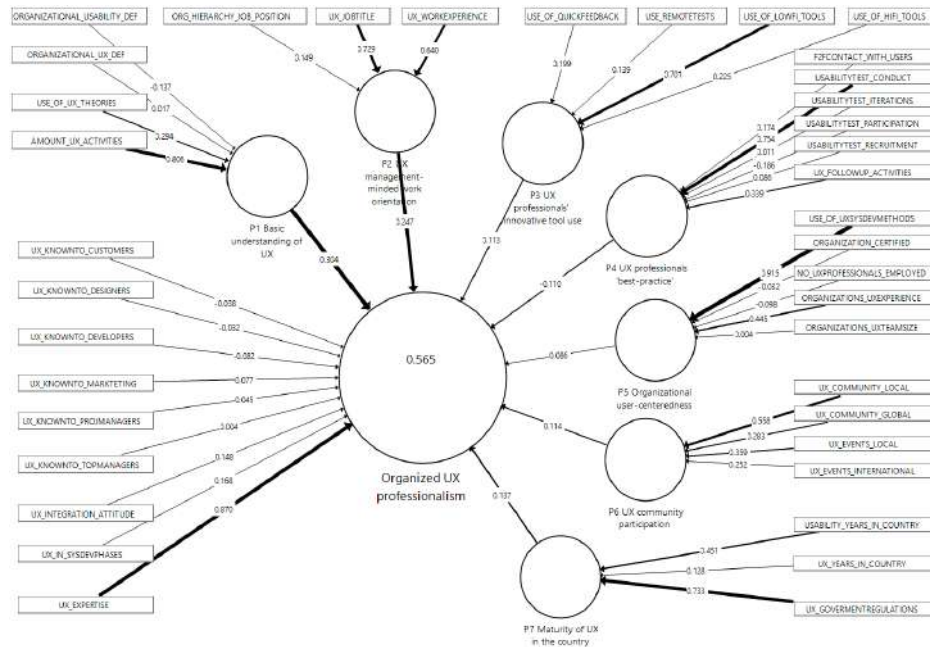 ORGANIZATIONAL_USABILITY_DEF
ORG_HIERARCHY_JOB_POSITION
UX_JOBTITLE
UX_WORKEXPERIENCE
USE_OF_QUICKFEEDBACK
USE_REMOTETESTS
USE_OF_LOWFI_TOOLS
USE_OF_HIFI_TOOLS
ORGANIZATIONAL_UX_DEF
USE_OF_UX_THEORIES
AMOUNT_UX_ACTIVITIES
-0.137
0.017
0.294
0.806
0.149
0.729
0.640
0.199
0.139
0.701
0.225
F2FCONTACT_WITH_USERS
USABILITYTEST_CONDUCT
USABILITYTEST_ITERATIONS
USABILITYTEST_PARTICIPATION
USABILITYTEST_RECRUITMENT
UX_FOLLOWUP_ACTIVITIES
0.174
0.754
0.011
-0.186
0.086
0.339
P1 Basic
understanding of
UX
P2 UX
management-
minded work
orientation
P3 UX
professionals'
innovative tool use
P4 UX professionals
'best-practice'
0.304
0.247
0.113
-0.110
USE_OF_UXSYSDEVMETHODS
ORGANIZATION_CERTIFIED
NO_UXPROFESSIONALS_EMPLOYED
ORGANIZATIONS_UXEXPERIENCE
ORGANIZATIONS_UXTEAMSIZE
0.915
-0.032
-0.098
0.445
0.004
P5 Organizational
user-centeredness
0.086
UX_KNOWNTO_CUSTOMERS
UX_KNOWNTO_DESIGNERS
UX_KNOWNTO_DEVELOPERS
UX_KNOWNTO_MARKTETING
UX_KNOWNTO_PROJMANAGERS
UX_KNOWNTO_TOPMANAGERS
UX_INTEGRATION_ATTITUDE
UX_IN_SYSDEVPHASES
UX_EXPERTISE
-0.038
-0.032
-0.082
0.077
0.043
0.004
0.148
0.168
0.870
0.565
Organized UX
professionalism
UX_COMMUNITY_LOCAL
UX_COMMUNITY_GLOBAL
UX_EVENTS_LOCAL
UX_EVENTS_INTERNATIONAL
0.558
0.283
0.359
0.252
P6 UX community
participation
0.114
0.137
USABILITY_YEARS_IN_COUNTRY
UX_YEARS_IN_COUNTRY
UX_GOVERMENTREGULATIONS
0.451
0.128
0.733
P7 Maturity of UX
in the country